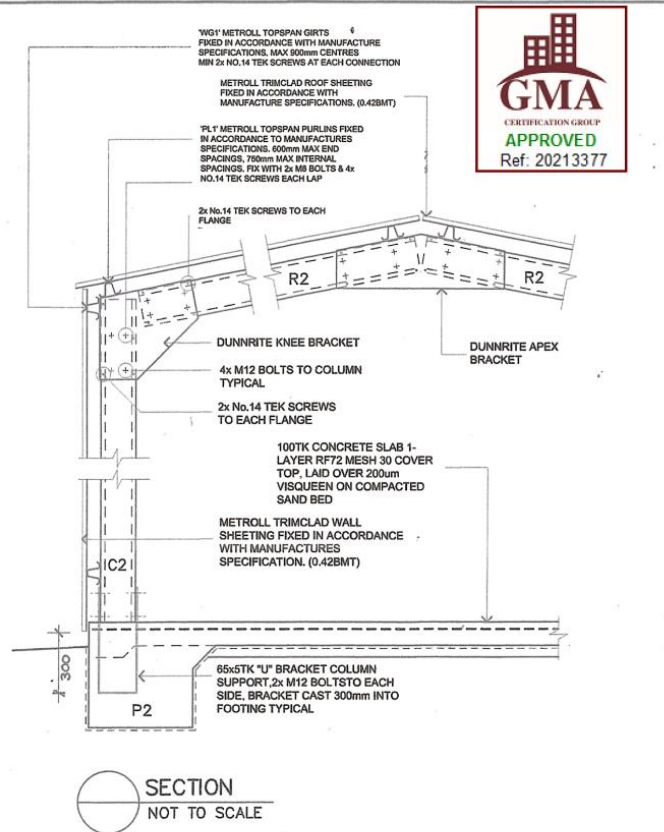 'WG1' METROLL TOPSPAN GIRTS
FIXED IN ACCORDANCE WITH MANUFACTURE
SPECIFICATIONS, MAX 900mm CENTRES
MIN 2x NO.14 TEK SCREWS AT EACH CONNECTION
METROLL TRIMCLAD ROOF SHEETING
FIXED IN ACCORDANCE WITH
MANUFACTURE SPECIFICATIONS. (0.42BMT)
'PL1' METROLL TOPSPAN PURLINS FIXED
IN ACCORDANCE TO MANUFACTURES
SPECIFICATIONS. 600mm MAX END
SPACINGS, 750mm MAX INTERNAL
SPACINGS. FIX WITH 2x M8 BOLTS & 4x
NO.14 TEK SCREWS EACH LAP
2x No.14 TEK SCREWS TO EACH
FLANGE
GMA
CERTIFICATION GROUP
APPROVED
Ref: 20213377
R2
R2
DUNNRITE KNEE BRACKET
DUNNRITE APEX
BRACKET
4x M12 BOLTS TO COLUMN
TYPICAL
2x No.14 TEK SCREWS
TO EACH FLANGE
100TK CONCRETE SLAB 1-
LAYER RF72 MESH 30 COVER
TOP, LAID OVER 200um
VISQUEEN ON COMPACTED
SAND BED
METROLL TRIMCLAD WALL
SHEETING FIXED IN ACCORDANCE
WITH MANUFACTURES
SPECIFICATION. (0.42BMT)
C2
300
65x5TK "U" BRACKET COLUMN
SUPPORT,2x M12 BOLTSTO EACH
SIDE, BRACKET CAST 300mm INTO
FOOTING TYPICAL
P2
SECTION
NOT TO SCALE